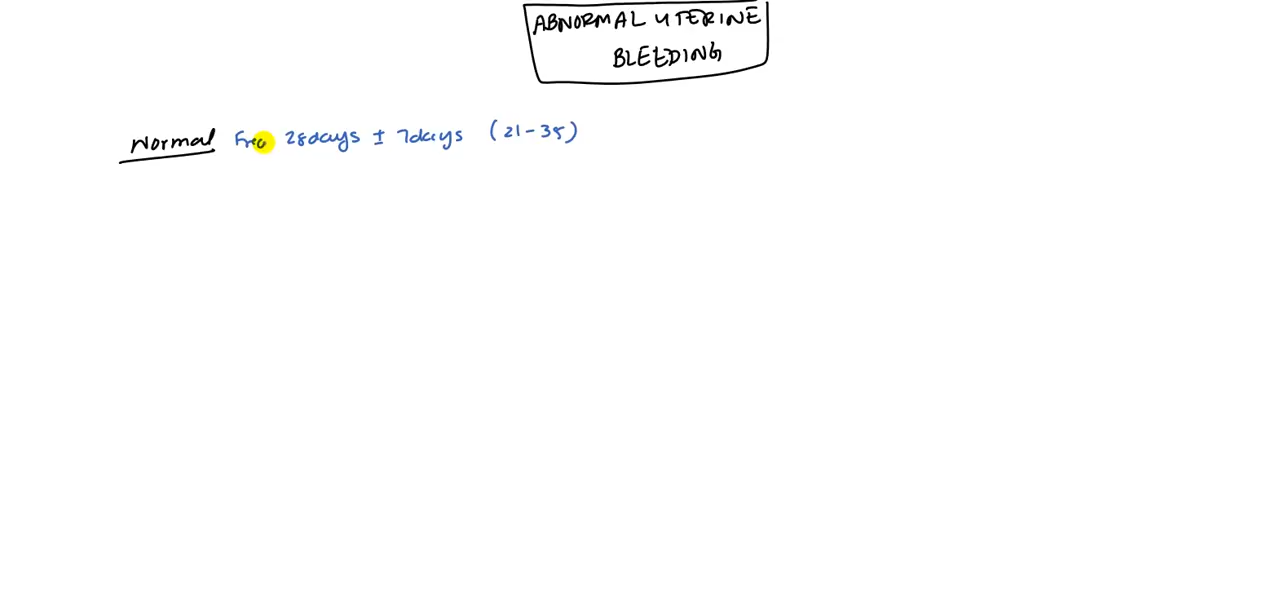 ABNORMAL UTERINE
BLEEDING
Normal Freq 28days ± 7days (21-35)